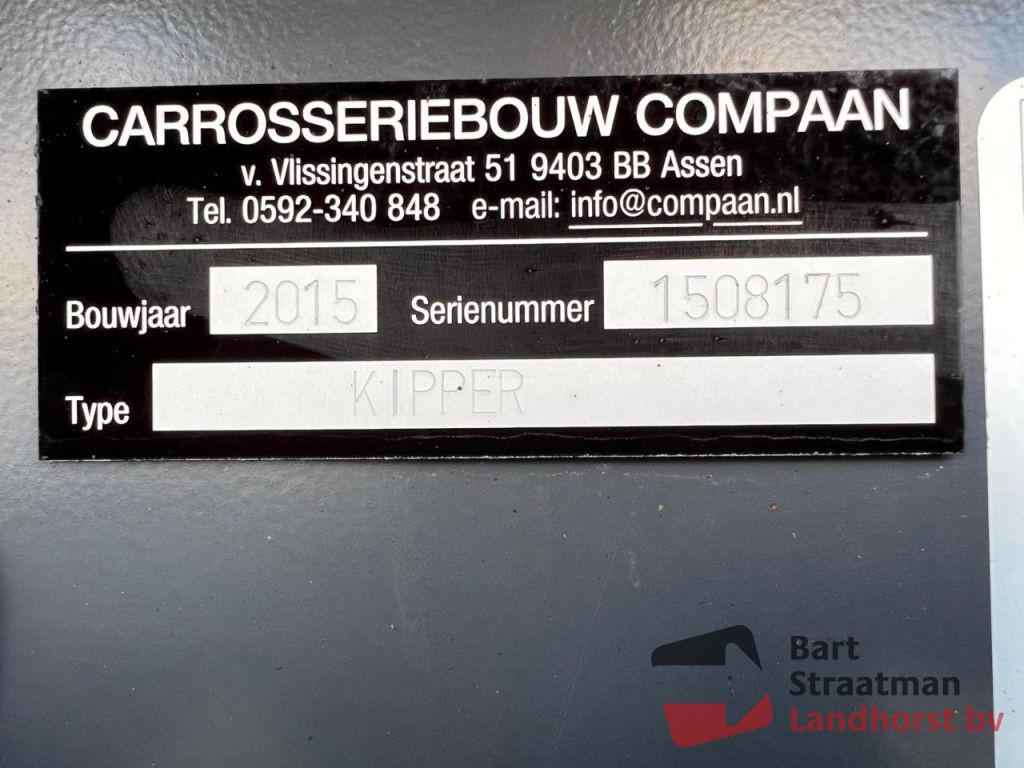 CARROSSERIEBOUW COMPAAN
v. Vlissingenstraat 51 9403 BB Assen
Tel. 0592-340 848 e-mail: info@compaan.nl
Bouwjaar 2015 Serienummer 1508175
Type KIPPER
Bart
Straatman
Landhorst bv